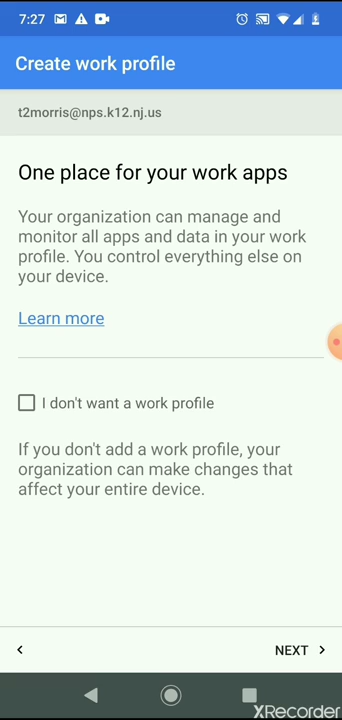 7:27
Create work profile
t2morris@nps.k12.nj.us
One place for your work apps
Your organization can manage and
monitor all apps and data in your work
profile. You control everything else on
your device.
Learn more
I don't want a work profile
If you don't add a work profile, your
organization can make changes that
affect your entire device.
NEXT
XRecorder